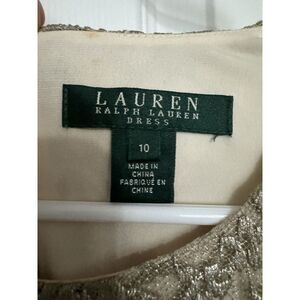 LAUREN
RALPH LAUREN
DRESS
10
MADE IN
CHINA
FABRIQUÉ EN
CHINE